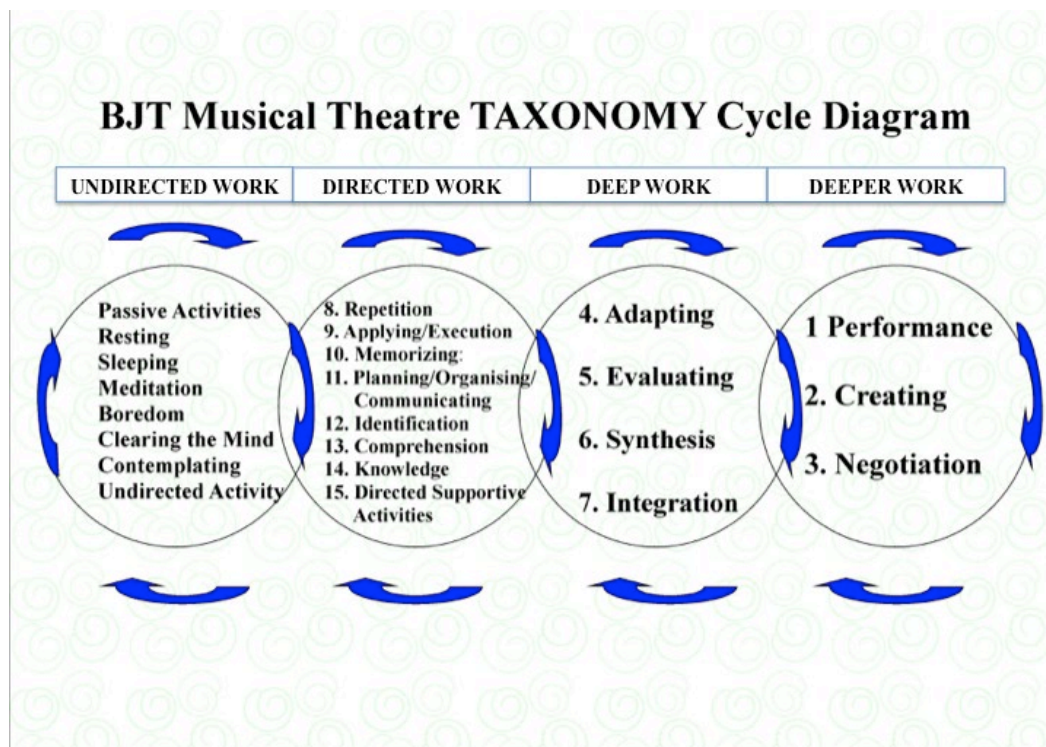 BJT Musical Theatre TAXONOMY Cycle Diagram
UNDIRECTED WORK
DIRECTED WORK
DEEP WORK
DEEPER WORK
Passive Activities
Resting
Sleeping
Meditation
Boredom
Clearing the Mind
Contemplating
Undirected Activity
8. Repetition
9. Applying/Execution
10. Memorizing:
11. Planning/Organising/
Communicating
12. Identification
13. Comprehension
14. Knowledge
15. Directed Supportive
Activities
4. Adapting
5. Evaluating
6. Synthesis
7. Integration
1 Performance
2. Creating
3. Negotiation